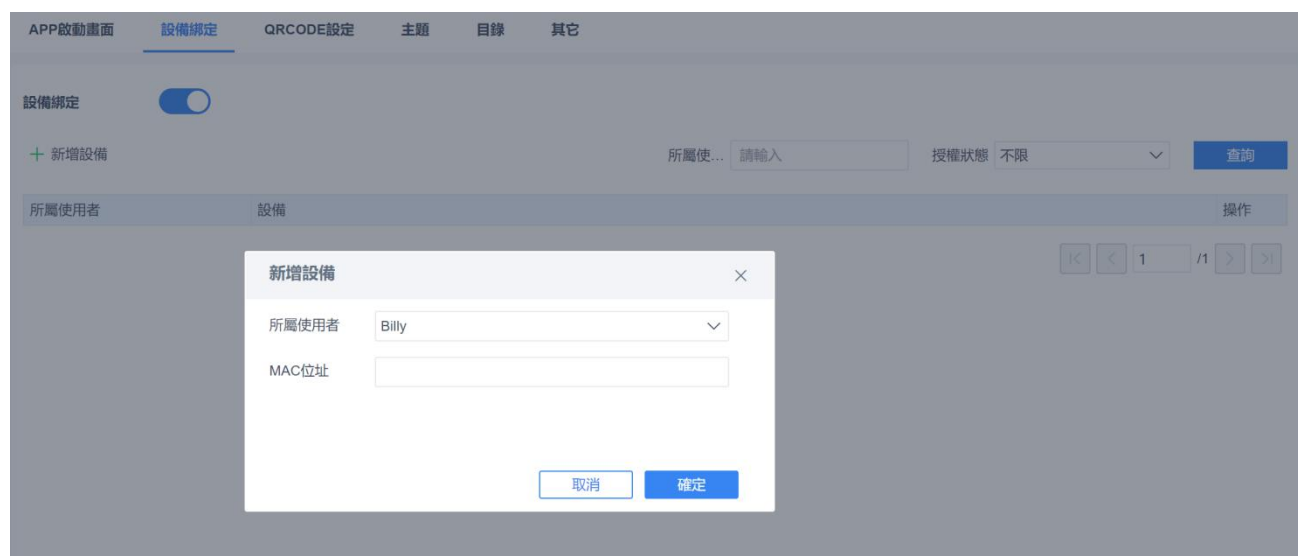 APP啟動畫面 設備綁定 QRCODE設定 主題 目錄 其它
設備綁定
新增設備 所屬使... 請輸入 授權狀態 不限 查詢
所屬使用者 設備 操作
1 /1
新增設備
所屬使用者 Billy
MAC位址
取消 確定